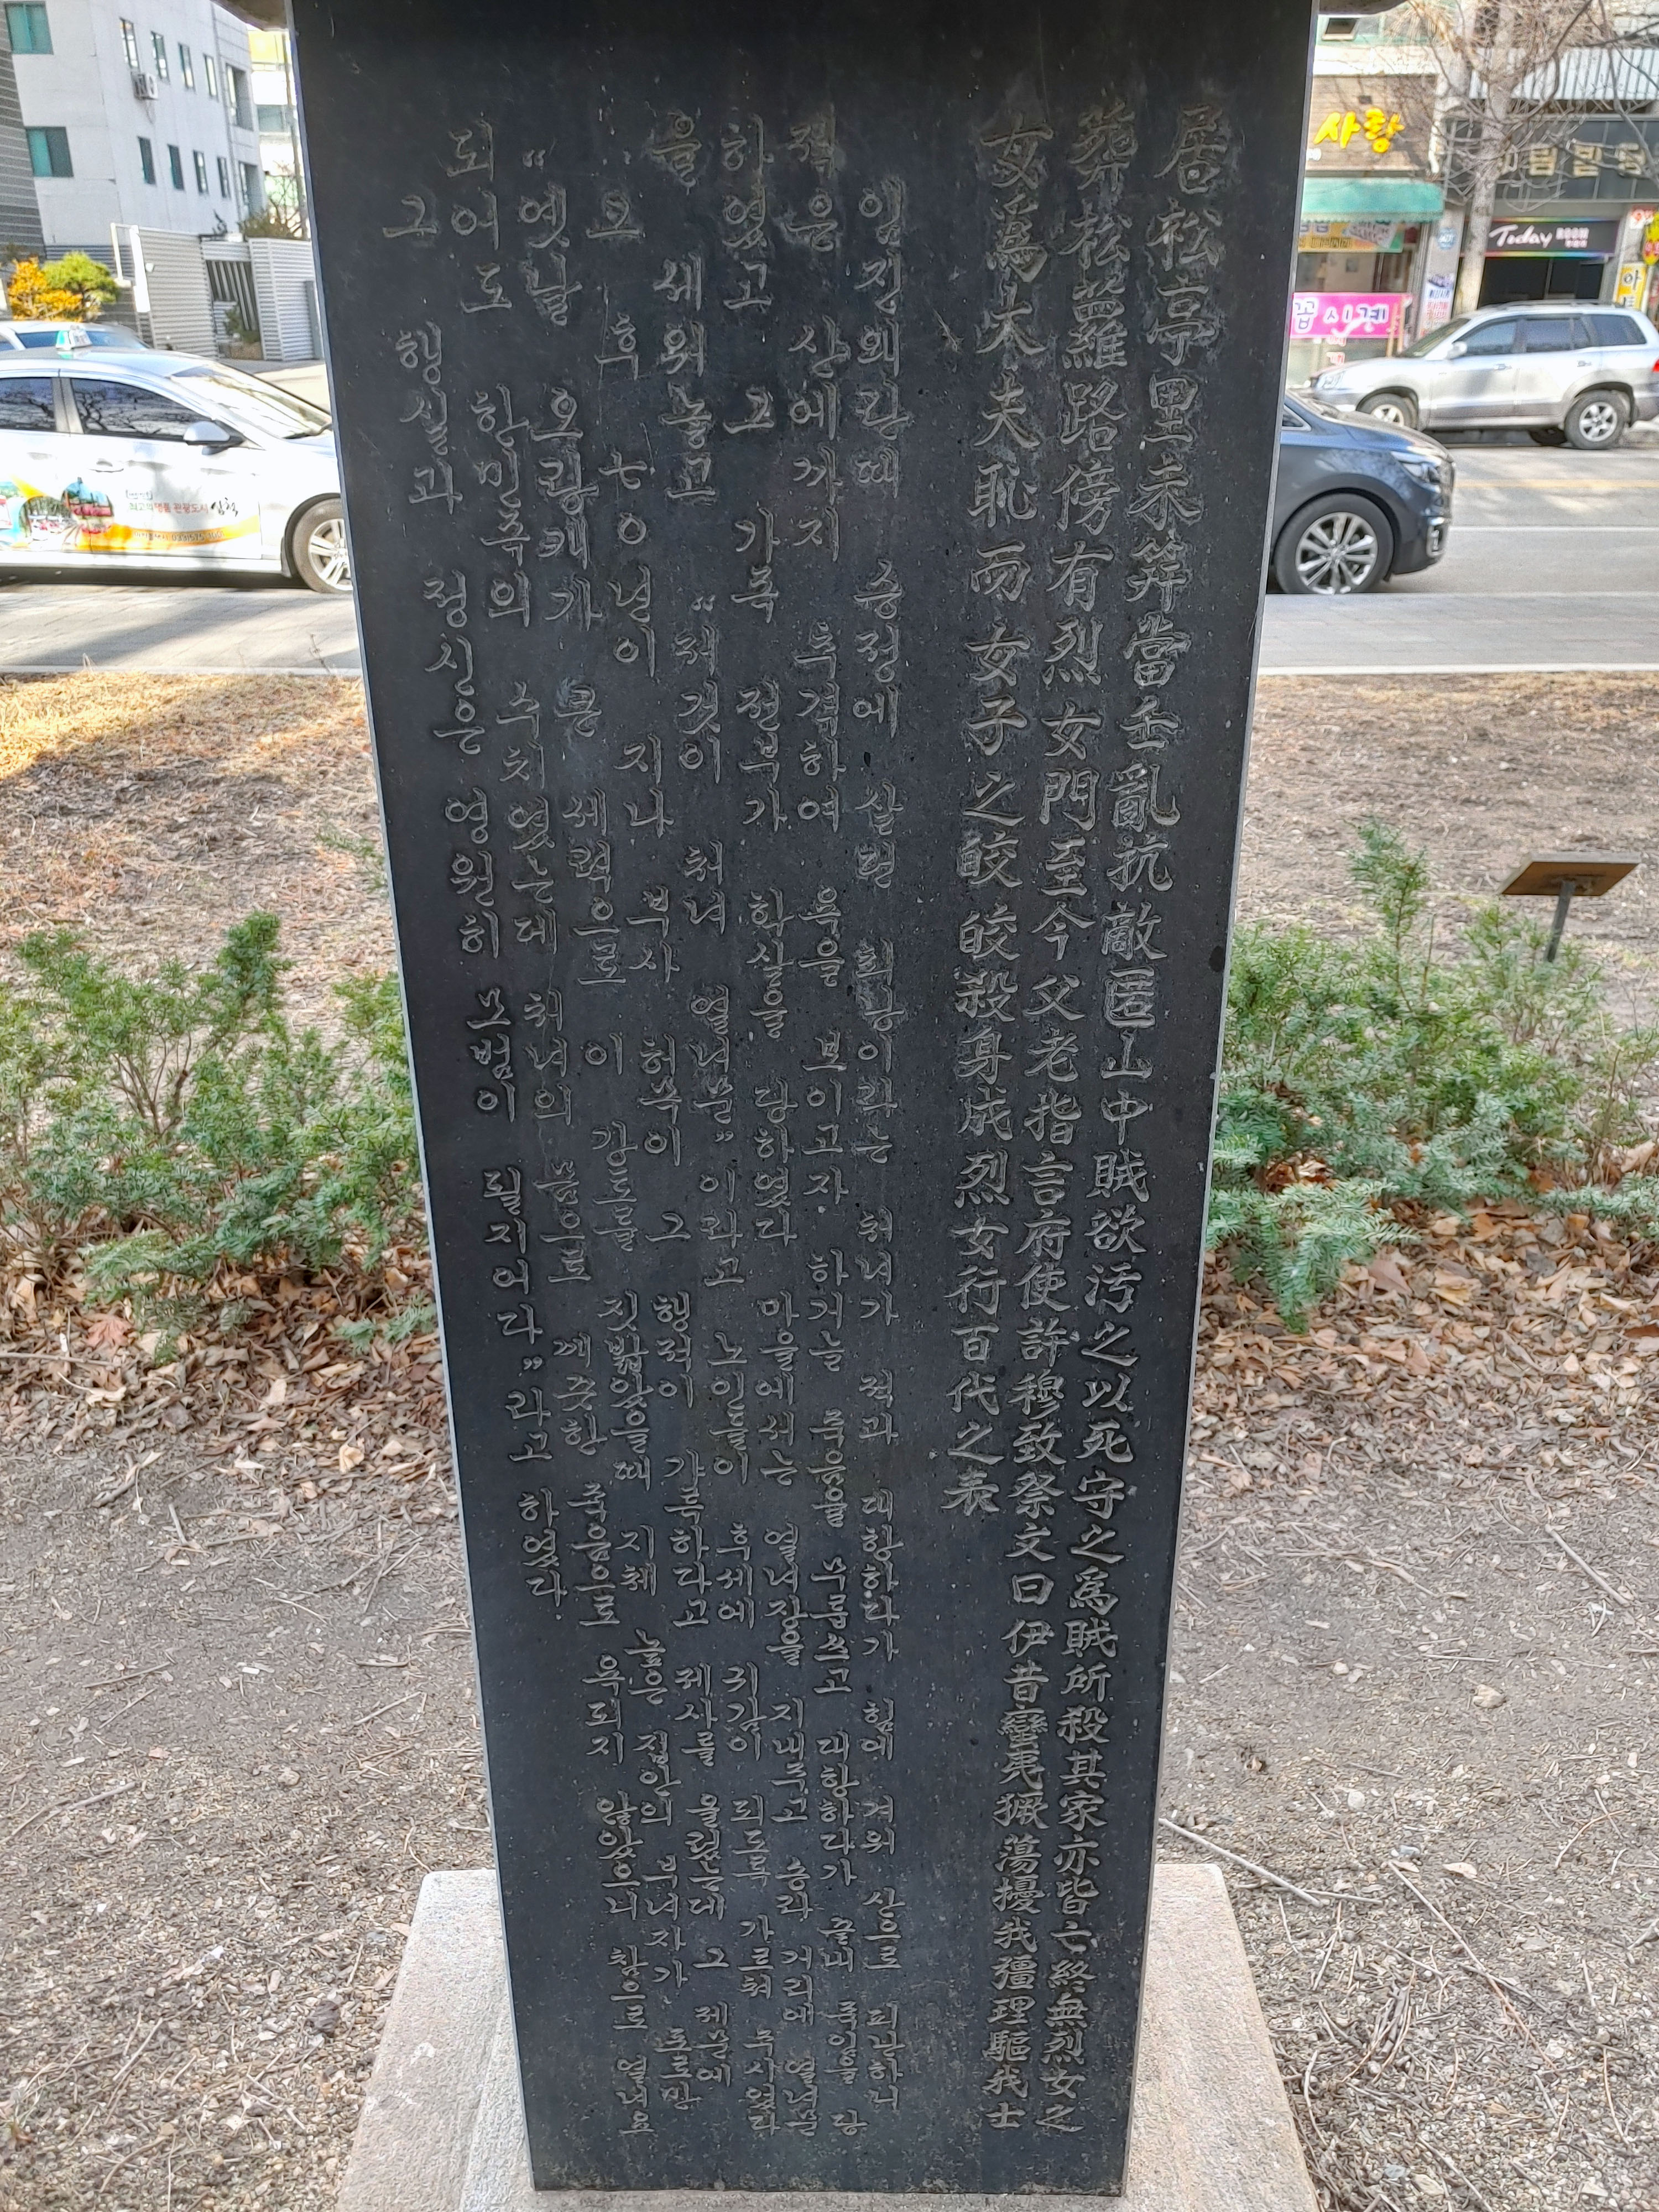 居松亭里未笄當壬亂抗敵匿山中賊欲汚之以死守之爲賊所殺其家亦皆亡終無烈女之
葬松蘿路傍有烈女門至今父老指言府使許穆致祭文曰伊昔蠻夷獗蕩擾我疆理驅我士
女爲大夫恥而女子之皎皎殺身成烈女行百代之表
임진왜란때 송정에 살던 최공이라는 처녀가 적과 대항하다가 힘에 겨워 산으로 피난하니
적은 산에까지 추격하여 욕을 보이고자 하거늘 죽음을 무릅쓰고 대항하다가 끝내 죽임을 당
하였고 그 가족 전부가 학살을 당하였다 마을에서는 열녀장을 지내주고 송라 거리에 열녀문
을 세워놓고 "저것이 처녀 열녀문"이라고 노인들이 후세에 귀감이 되도록 가르쳐 주시었다
그 후 七〇년이 지나 부사 허목이 그 행적이 갸륵하다고 제사를 올렸는데 그 제문에
"옛날 오랑캐가 큰 세력으로 이 강토를 짓밟았을때 지체 높은 집안의 부녀자가 포로만
되어도 한민족의 수치였는데 처녀의 몸으로 깨끗한 죽음으로 욕되지 않았으니 참으로 열녀요
그 행실과 정신은 영원히 모범이 될지어다"라고 하였다.
사랑
Today ROOM
꼽시계